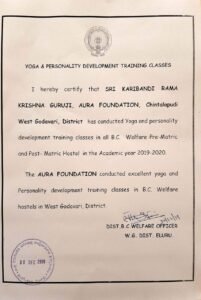 YOGA & PERSONALITY DEVELOPMENT TRAINING CLASSES
I hereby certify that SRI KARIBANDI RAMA
KRISHNA GURUJI, AURA FOUNDATION, Chintalapudi
West Godavari, District has conducted Yoga and personality
development training classes in all B.C. Welfare Pre-Matric
and Post- Matric Hostel in the Academic year 2019-2020.
The AURA FOUNDATION conducted excellent yoga and
Personality development training classes in B.C. Welfare
hostels in West Godavari. District.
DIST.B.C WELFARE OFFICER
W.G. DIST. ELURU.
DEC 2019